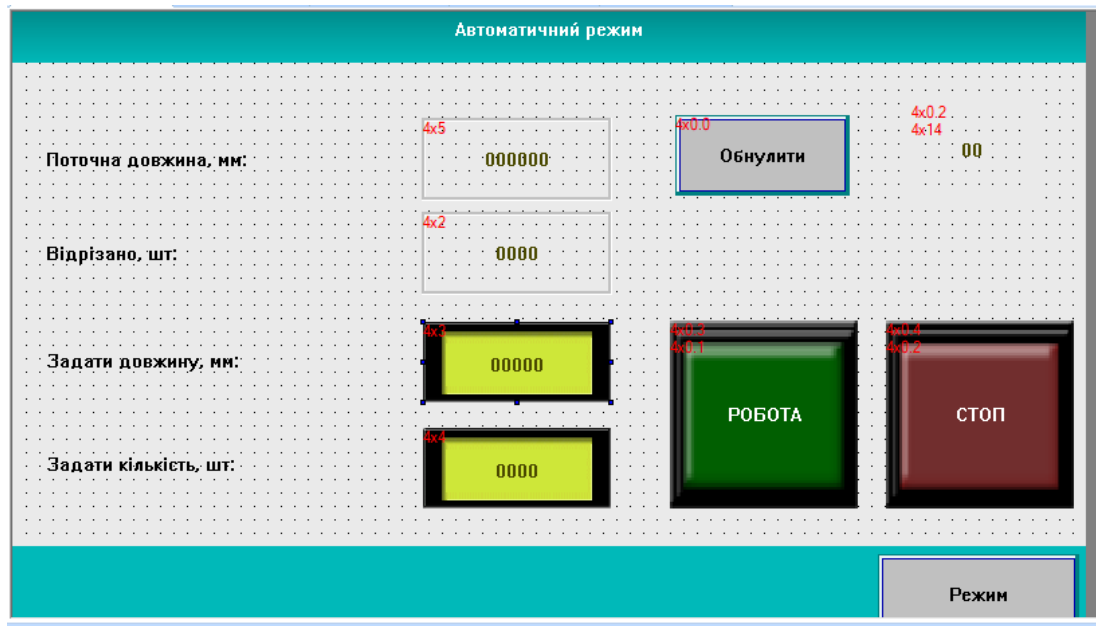 Автоматичний режим
4x0.2
4x5
4x0.0
4x14
Поточна довжина, мм:
000000
Обнулити
00
4x2
Відрізано, шт:
0000
4x3
4x0.3
4x0.4
4x0.1
4x0.2
Задати довжину, мм:
00000
РОБОТА
СТОП
4x4
Задати кількість, шт:
0000
Режим